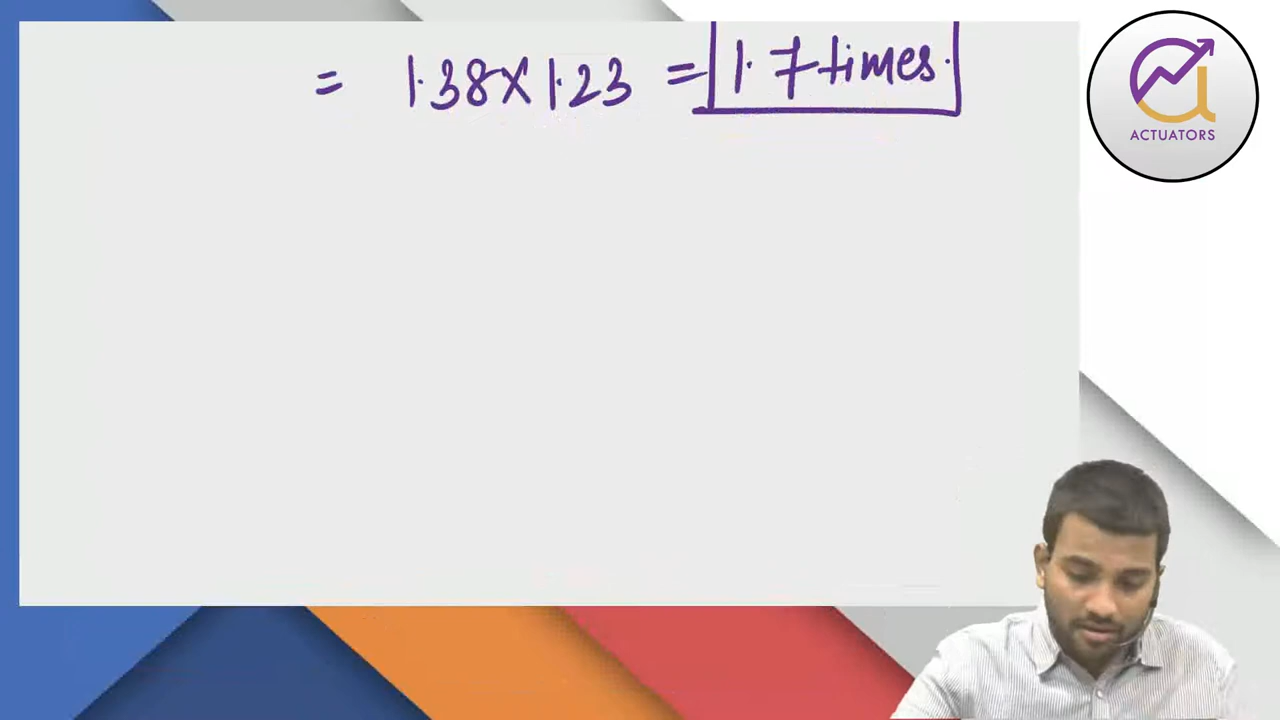 = 1.38 X 1.23 = 1.7 times.
ACTUATORS